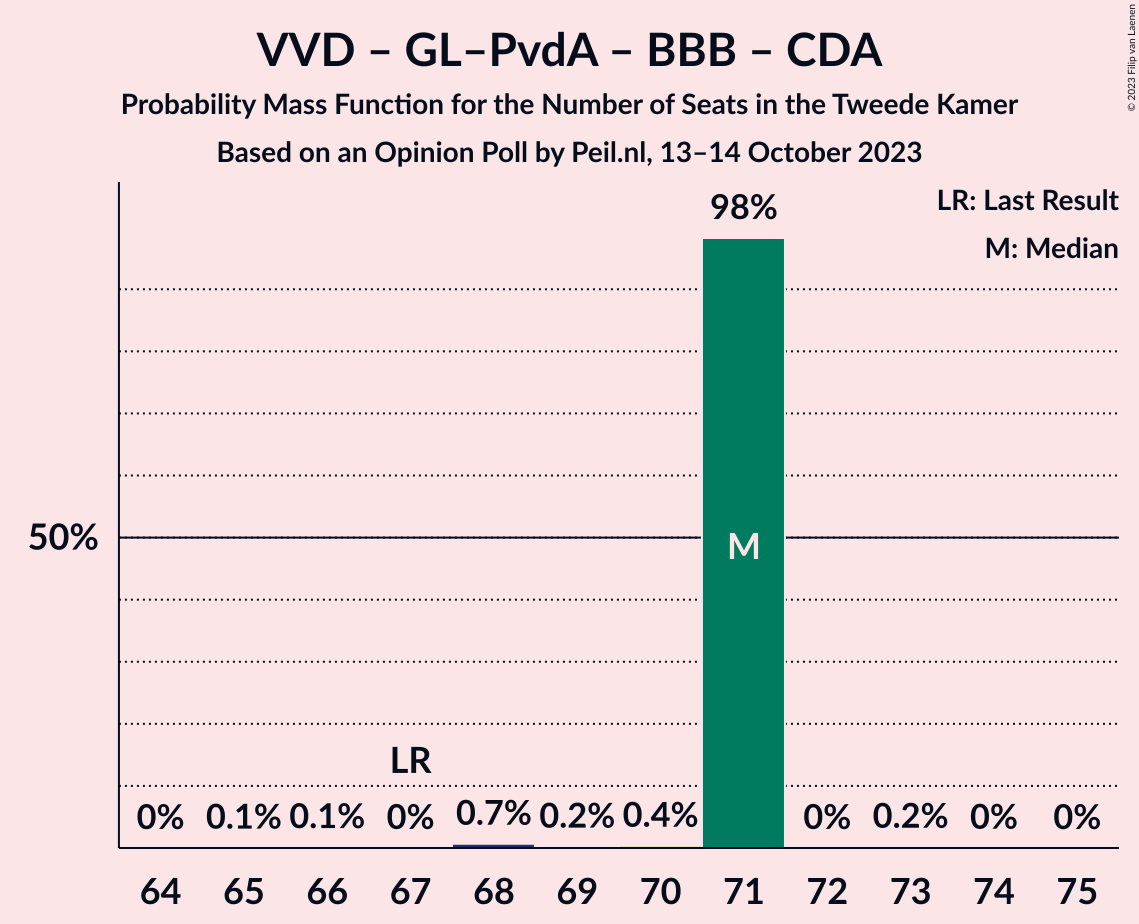 VVD – GL–PvdA – BBB – CDA
Probability Mass Function for the Number of Seats in the Tweede Kamer
Based on an Opinion Poll by Peil.nl, 13–14 October 2023
© 2023 Filip van Laenen
LR: Last Result
M: Median
98%
50%
M
LR
0% 0.1% 0.1% 0% 0.7% 0.2% 0.4% 0% 0.2% 0% 0%
64 65 66 67 68 69 70 71 72 73 74 75